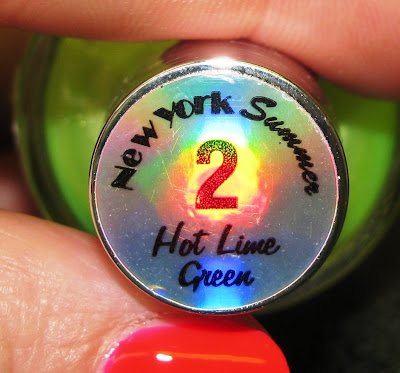 New York Summer
2
Hot Lime
Green